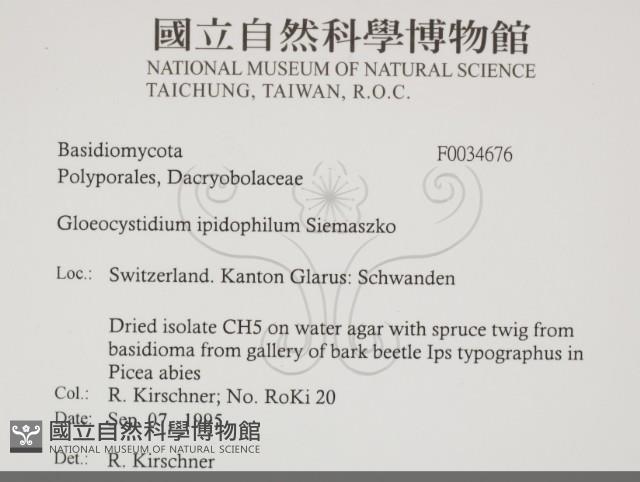 國立自然科學博物館
NATIONAL MUSEUM OF NATURAL SCIENCE
TAICHUNG, TAIWAN, R.O.C.
Basidiomycota F0034676
Polyporales, Dacryobolaceae
Gloeocystidium ipidophilum Siemaszko
Loc.: Switzerland. Kanton Glarus: Schwanden
Dried isolate CH5 on water agar with spruce twig from
basidioma from gallery of bark beetle Ips typographus in
Picea abies
Col.: R. Kirschner; No. RoKi 20
Date: Sep. 07, 1995
國立自然科學博物館
NATIONAL MUSEUM OF NATURAL SCIENCE
Det.: R. Kirschner